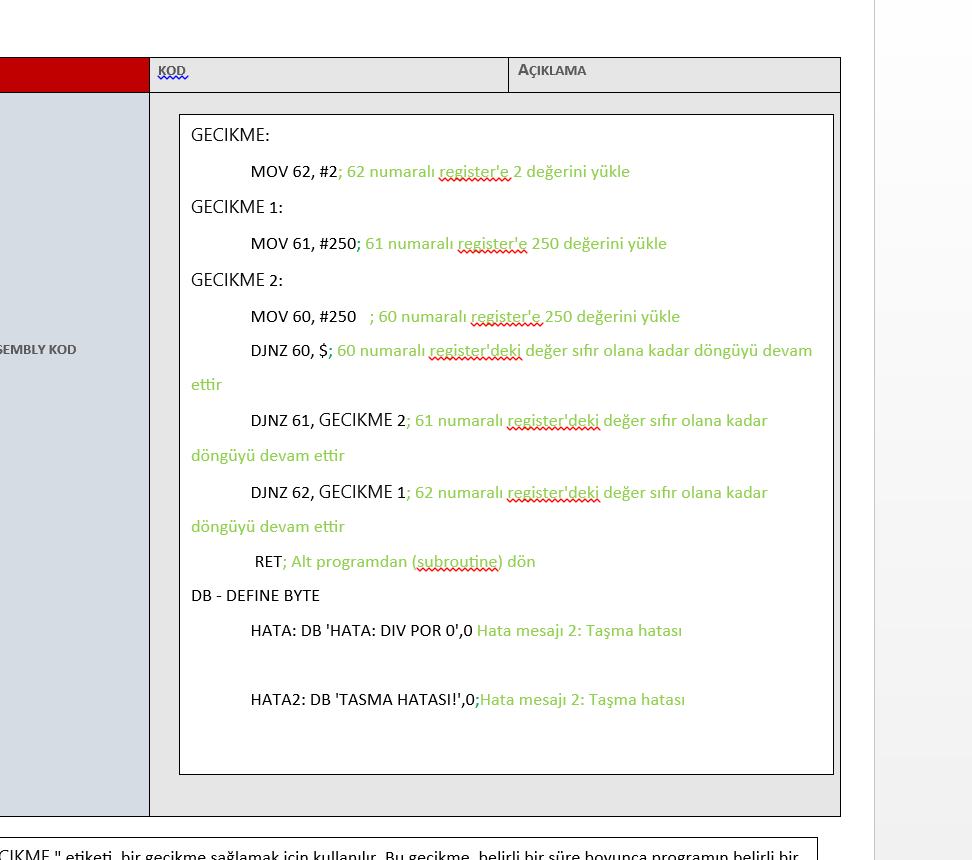 KOD
AÇIKLAMA
GECIKME:
MOV 62, #2; 62 numaralı register'e 2 değerini yükle
GECIKME 1:
MOV 61, #250; 61 numaralı register'e 250 değerini yükle
GECIKME 2:
MOV 60, #250 ; 60 numaralı register'e 250 değerini yükle
DJNZ 60, $; 60 numaralı register'deki değer sıfır olana kadar döngüyü devam
ettir
DJNZ 61, GECIKME 2; 61 numaralı register'deki değer sıfır olana kadar
döngüyü devam ettir
DJNZ 62, GECIKME 1; 62 numaralı register'deki değer sıfır olana kadar
döngüyü devam ettir
RET; Alt programdan (subroutine) dön
DB - DEFINE BYTE
HATA: DB 'HATA: DIV POR 0',0 Hata mesajı 2: Taşma hatası
HATA2: DB 'TASMA HATASI!',0;Hata mesajı 2: Taşma hatası
SEMBLY KOD
CIKME " etiketi, bir gecikme sağlamak için kullanılır. Bu gecikme, belirli bir süre boyunca programın belirli bir